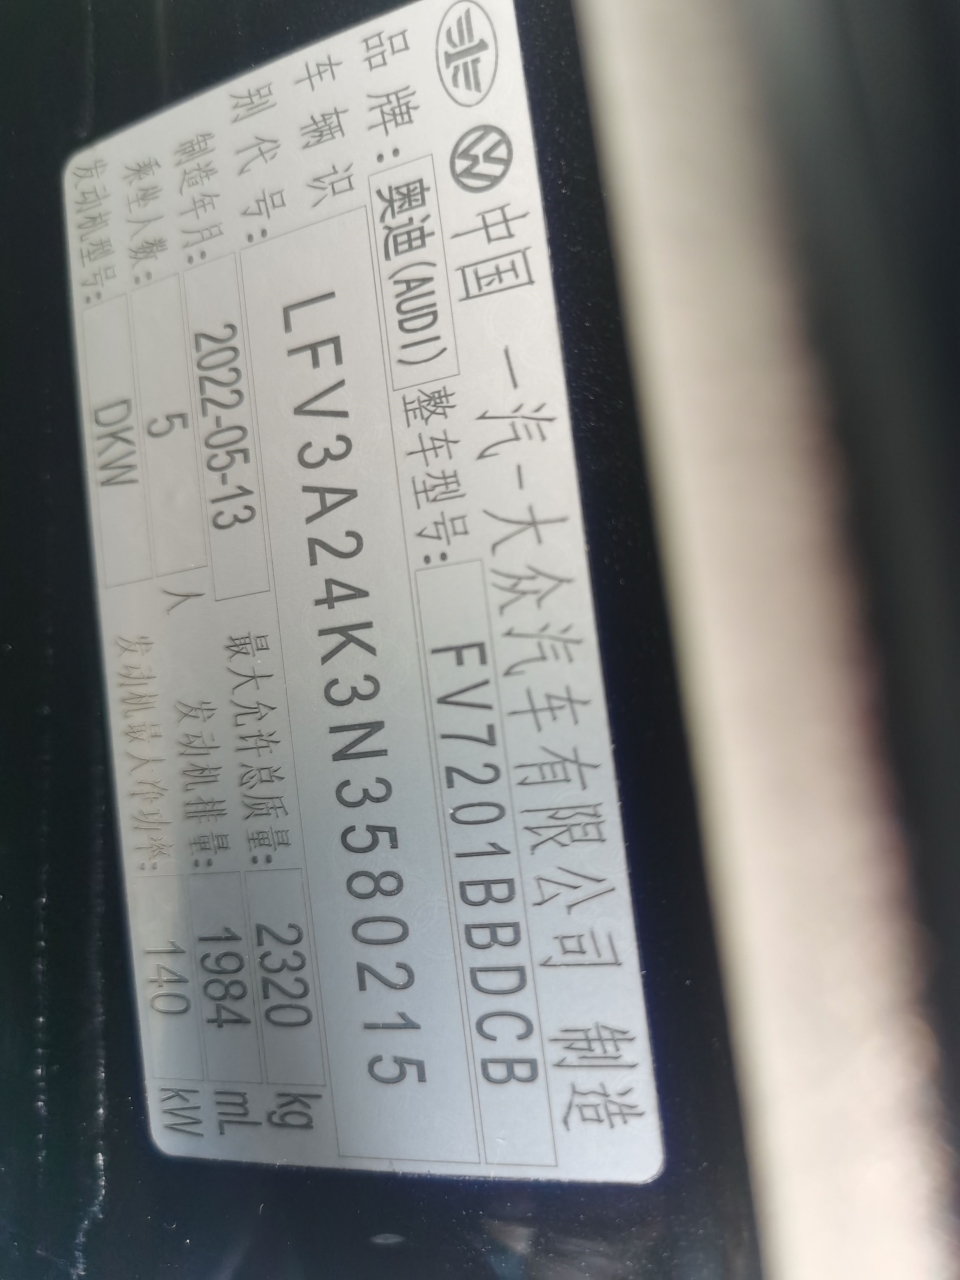 中国 一汽-大众汽车有限公司 制造
品牌: 奥迪(AUDI) 整车型号: FV7201BBDCB
车辆识别代号: LFV3A24K3N3580215
制造年月: 2022-05-13 最大允许总质量: 2320 kg
乘坐人数: 5 人 发动机排量: 1984 mL
发动机型号: DKW 发动机最大净功率: 140 kW